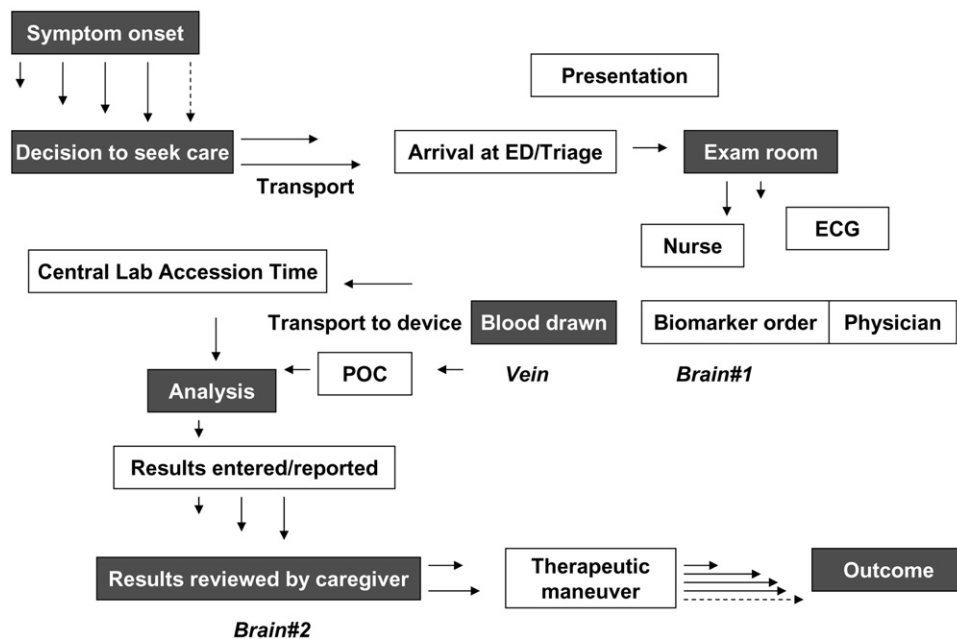 Symptom onset
Presentation
Decision to seek care
Transport
Arrival at ED/Triage
Exam room
Nurse
ECG
Central Lab Accession Time
Transport to device
Blood drawn
Biomarker order
Physician
Vein
Brain#1
POC
Analysis
Results entered/reported
Results reviewed by caregiver
Brain#2
Therapeutic
maneuver
Outcome